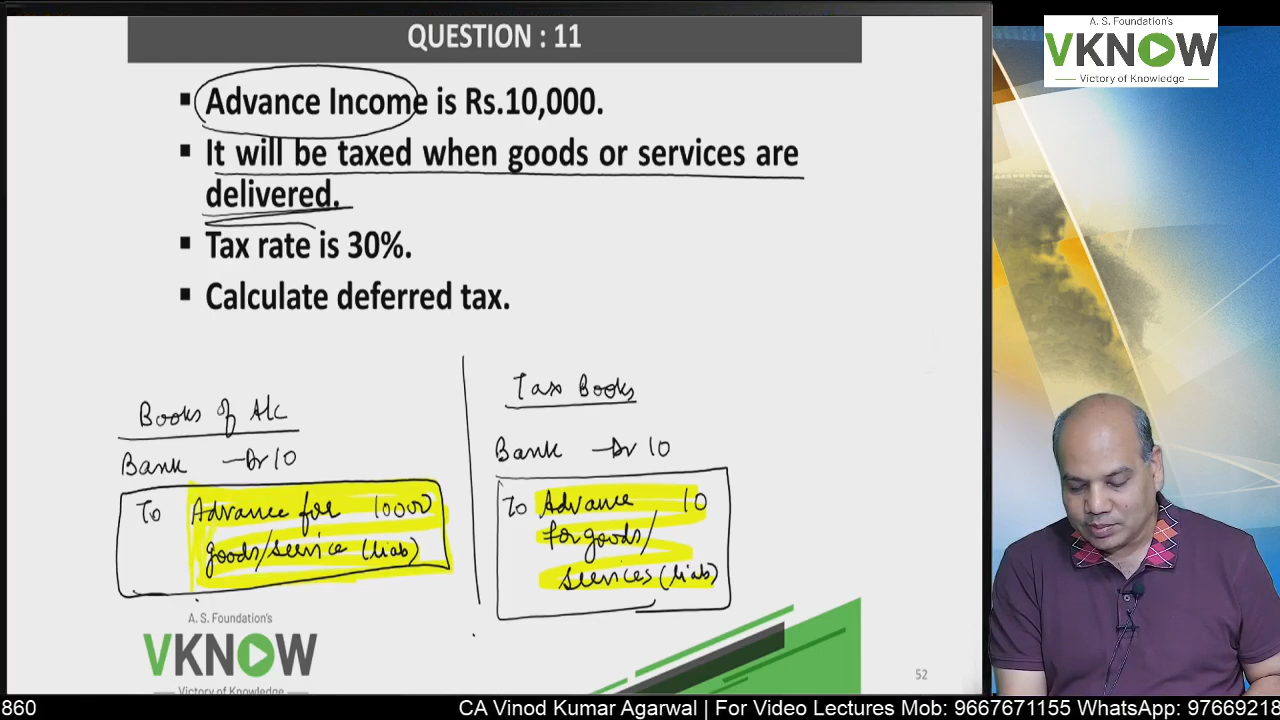 QUESTION : 11
A. S. Foundation's
VKNOW
Victory of Knowledge
▪ Advance Income is Rs.10,000.
▪ It will be taxed when goods or services are
delivered.
▪ Tax rate is 30%.
▪ Calculate deferred tax.
Books of A/c
Bank —Dr 10
To Advance for 10000
goods/service (liab)
Tax Books
Bank —Dr 10
To Advance 10
for goods/
services (liab)
A. S. Foundation's
VKNOW
Victory of Knowledge
52
860
CA Vinod Kumar Agarwal | For Video Lectures Mob: 9667671155 WhatsApp: 97669218